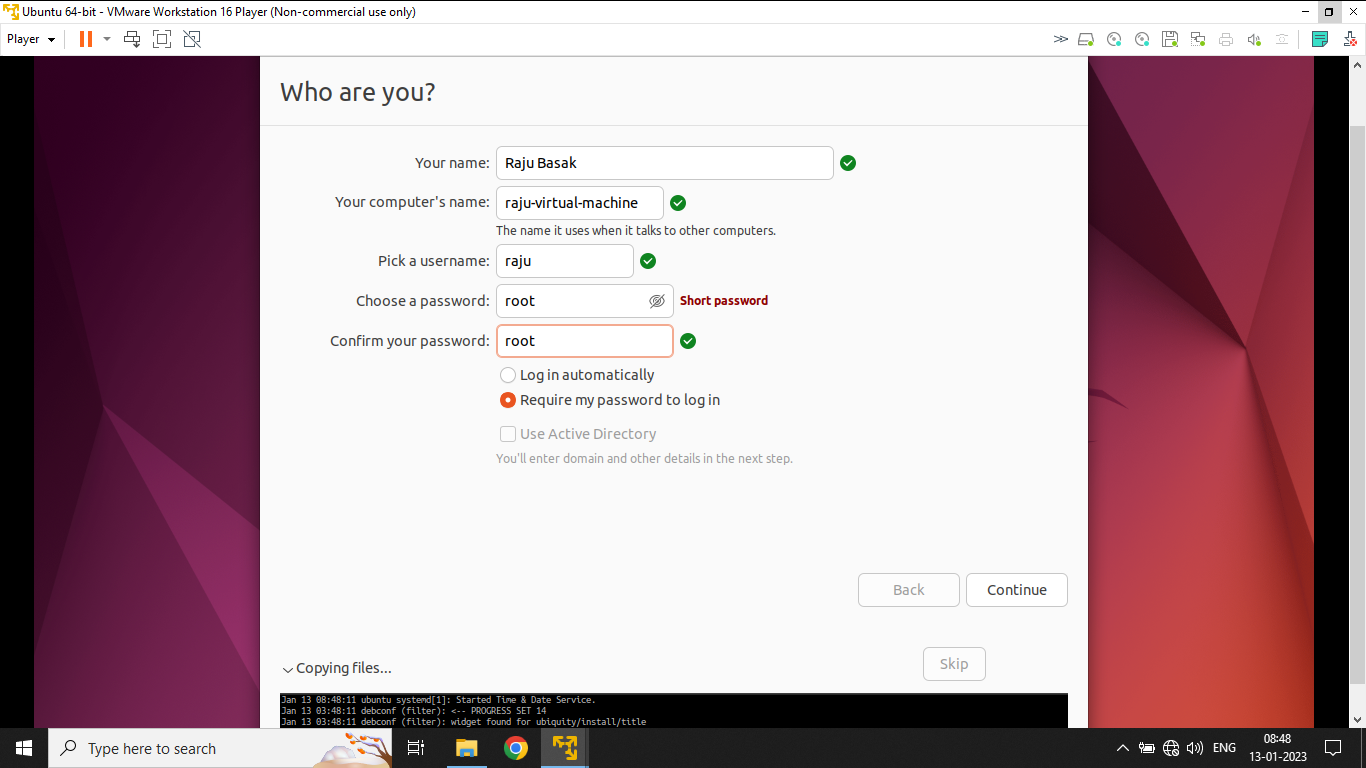 Ubuntu 64-bit - VMware Workstation 16 Player (Non-commercial use only)
Player
Who are you?
Your name: Raju Basak
Your computer's name: raju-virtual-machine
The name it uses when it talks to other computers.
Pick a username: raju
Choose a password: root Short password
Confirm your password: root
Log in automatically
Require my password to log in
Use Active Directory
You'll enter domain and other details in the next step.
Back Continue
Copying files... Skip
Jan 13 08:48:11 ubuntu systemd[1]: Started Time & Date Service.
Jan 13 03:48:11 debconf (filter): <-- PROGRESS SET 14
Jan 13 03:48:11 debconf (filter): widget found for ubiquity/install/title
Type here to search ENG 08:48
13-01-2023